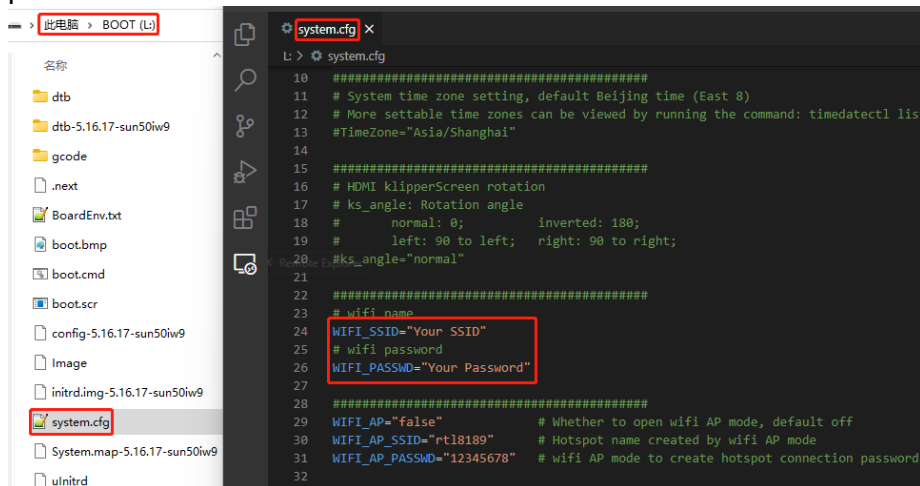 此电脑 > BOOT (L:)
名称
dtb
dtb-5.16.17-sun50iw9
gcode
.next
BoardEnv.txt
boot.bmp
boot.cmd
boot.scr
config-5.16.17-sun50iw9
Image
initrd.img-5.16.17-sun50iw9
system.cfg
System.map-5.16.17-sun50iw9
uInitrd
system.cfg ×
L: > system.cfg
10 ###########################################
11 # System time zone setting, default Beijing time (East 8)
12 # More settable time zones can be viewed by running the command: timedatectl lis
13 #TimeZone="Asia/Shanghai"
14
15 ###########################################
16 # HDMI klipperScreen rotation
17 # ks_angle: Rotation angle
18 # normal: 0; inverted: 180;
19 # left: 90 to left; right: 90 to right;
20 #ks_angle="normal"
21
22 ###########################################
23 # wifi name
24 WIFI_SSID="Your SSID"
25 # wifi password
26 WIFI_PASSWD="Your Password"
27
28 ###########################################
29 WIFI_AP="false" # Whether to open wifi AP mode, default off
30 WIFI_AP_SSID="rtl8189" # Hotspot name created by wifi AP mode
31 WIFI_AP_PASSWD="12345678" # wifi AP mode to create hotspot connection password
32